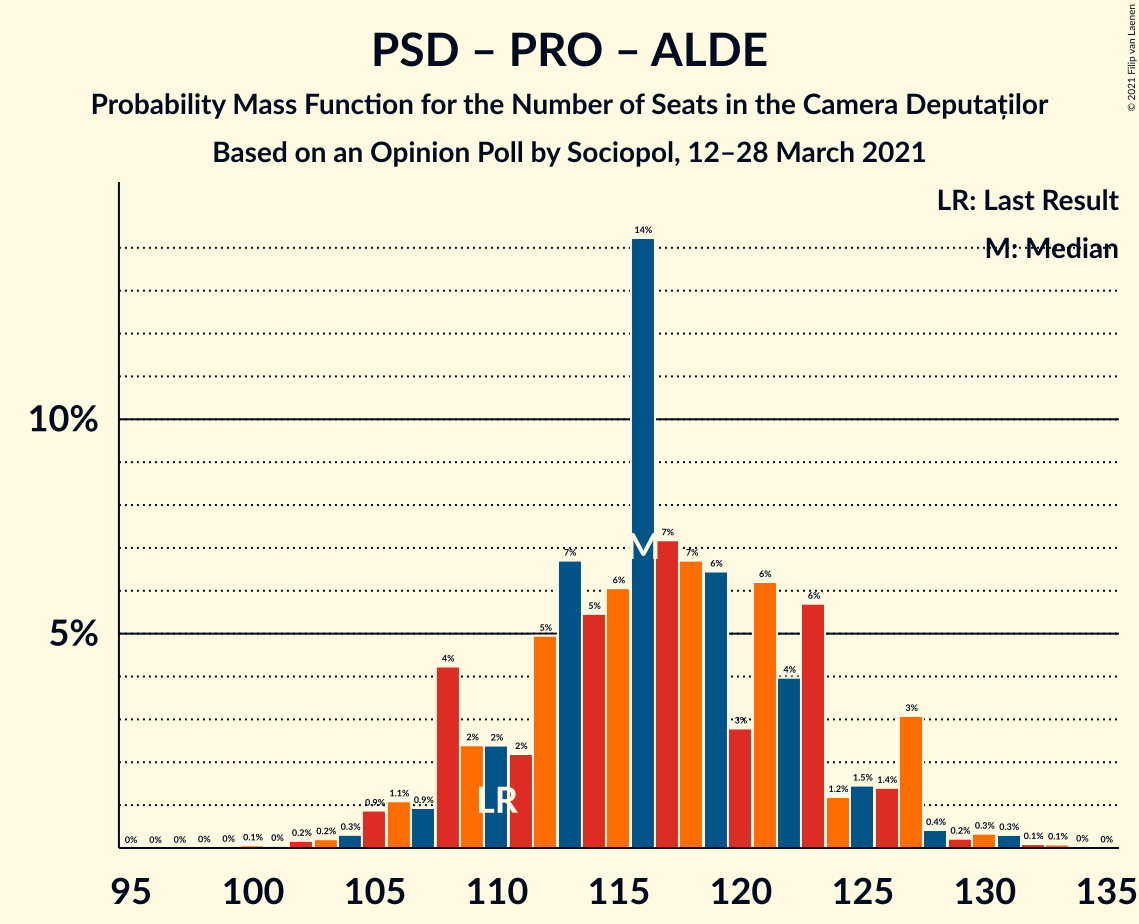 PSD – PRO – ALDE
Probability Mass Function for the Number of Seats in the Camera Deputaților
Based on an Opinion Poll by Sociopol, 12–28 March 2021
© 2021 Filip van Laenen
LR: Last Result
M: Median
10%
5%
0% 0% 0% 0% 0% 0.1% 0% 0.2% 0.2% 0.3% 0.9% 1.1% 0.9% 4% 2% 2% 2% 5% 7% 5% 6% 14% 7% 7% 6% 3% 6% 4% 6% 1.2% 1.5% 1.4% 3% 0.4% 0.2% 0.3% 0.3% 0.1% 0.1% 0% 0%
M
LR
95 100 105 110 115 120 125 130 135